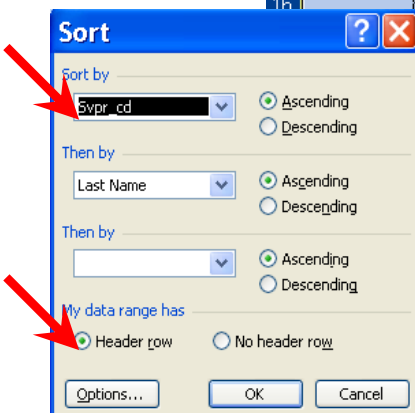 16
Sort
Sort by
Svpr_cd
Ascending
Descending
Then by
Last Name
Ascending
Descending
Then by
Ascending
Descending
My data range has
Header row
No header row
Options...
OK
Cancel